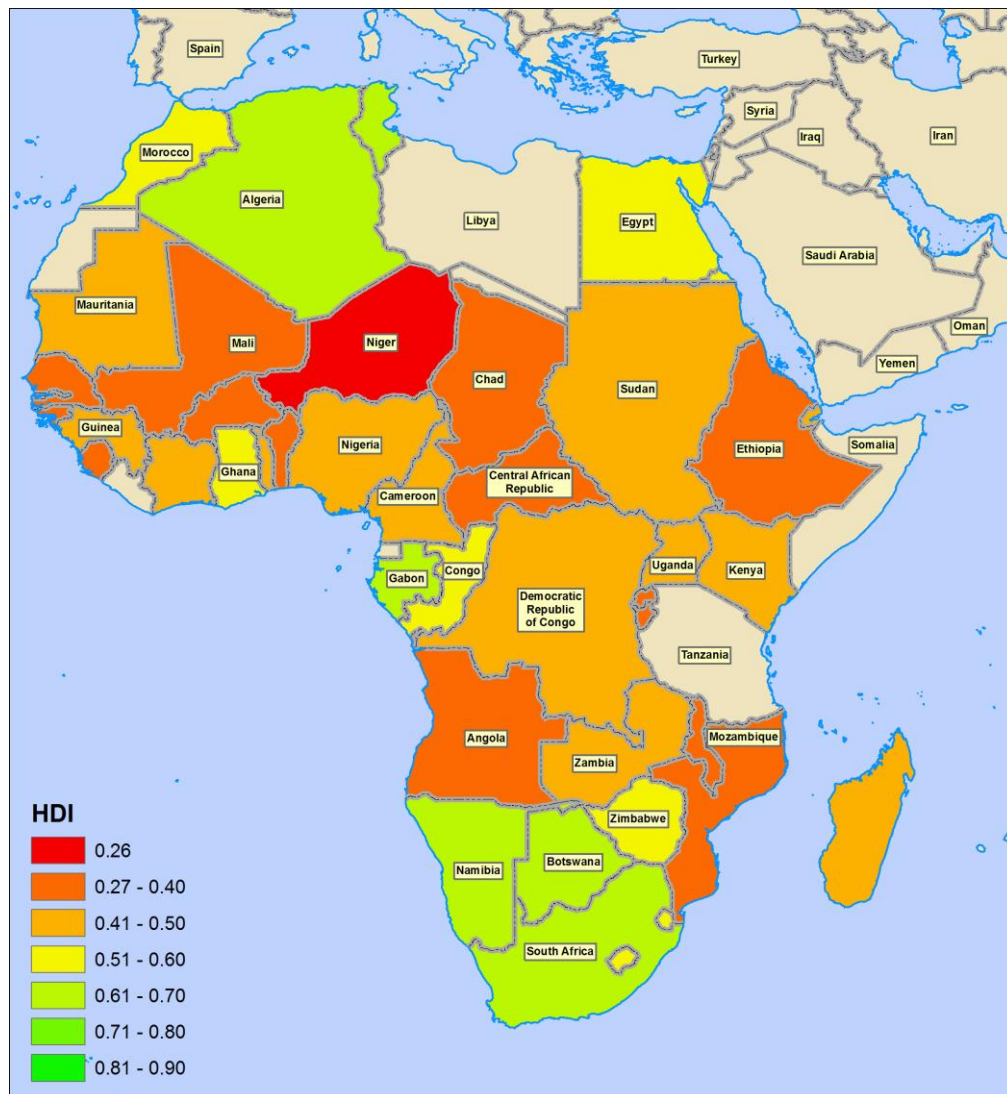 Spain
Turkey
Syria
Iraq
Iran
Morocco
Algeria
Libya
Egypt
Saudi Arabia
Oman
Yemen
Mauritania
Mali
Niger
Chad
Sudan
Guinea
Ghana
Nigeria
Ethiopia
Somalia
Cameroon
Central African
Republic
Gabon
Congo
Uganda
Kenya
Democratic
Republic
of Congo
Tanzania
Angola
Zambia
Mozambique
Zimbabwe
Namibia
Botswana
South Africa
HDI
0.26
0.27 - 0.40
0.41 - 0.50
0.51 - 0.60
0.61 - 0.70
0.71 - 0.80
0.81 - 0.90